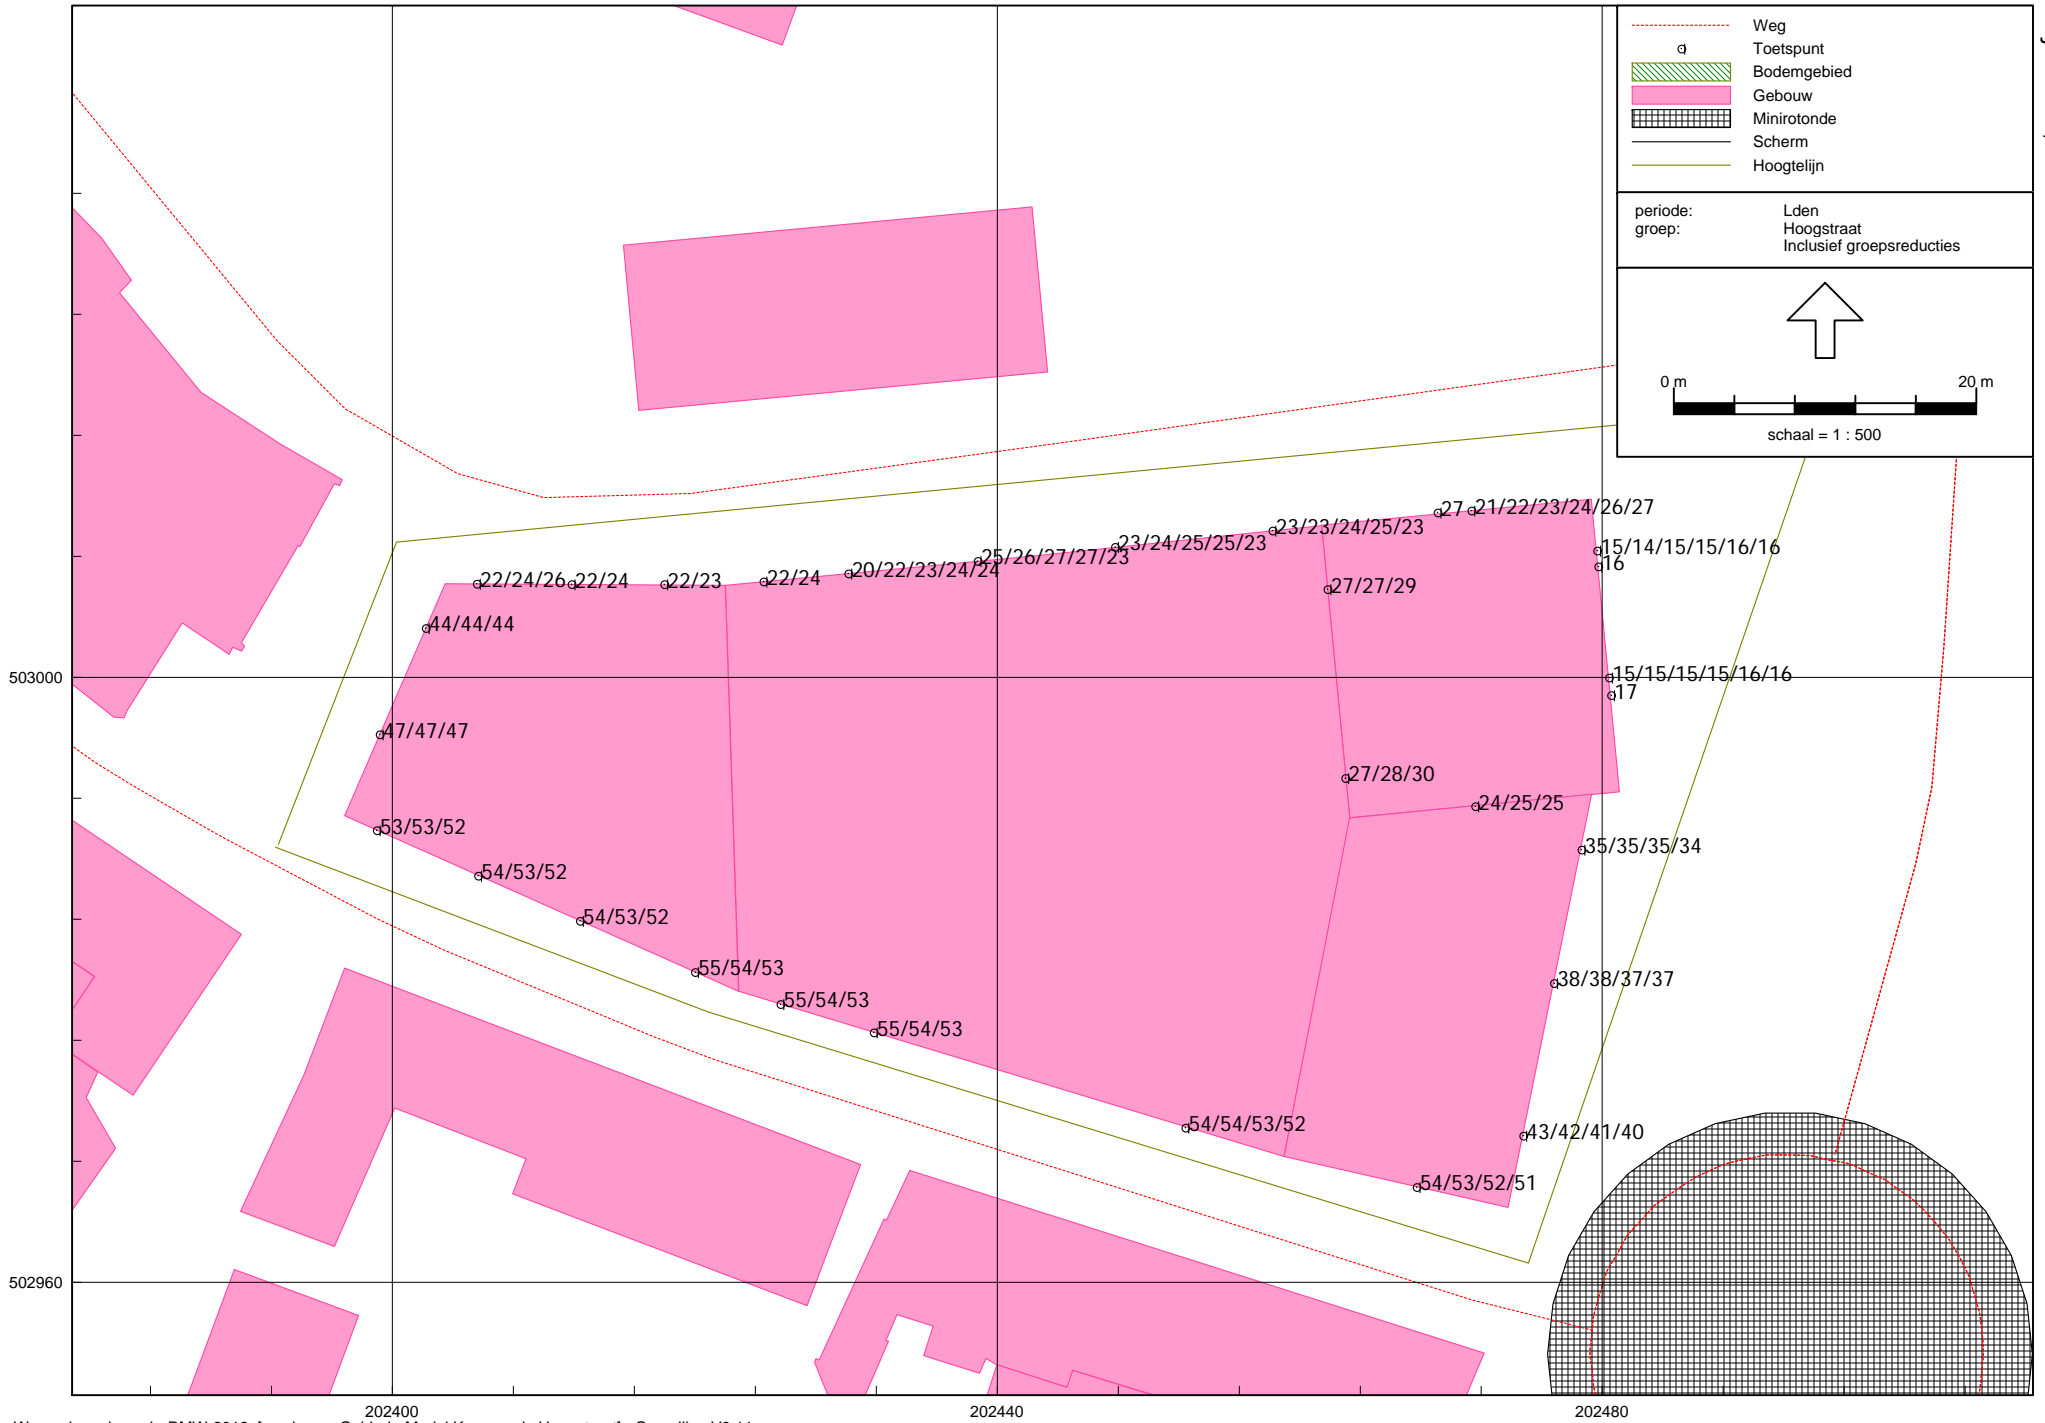 Weg
Toetspunt
Bodemgebied
Gebouw
Minirotonde
Scherm
Hoogtelijn
periode: Lden
groep: Hoogstraat
Inclusief groepsreducties
0 m 20 m
schaal = 1 : 500
27
21/22/23/24/26/27
23/23/24/25/23
23/24/25/25/23
15/14/15/15/16/16
25/26/27/27/23
16
20/22/23/24/24
22/24/26
22/24
22/23
22/24
27/27/29
44/44/44
503000
15/15/15/15/16/16
17
47/47/47
27/28/30
24/25/25
53/53/52
35/35/35/34
54/53/52
54/53/52
55/54/53
38/38/37/37
55/54/53
55/54/53
54/54/53/52
43/42/41/40
54/53/52/51
502960
202400
202440
202480